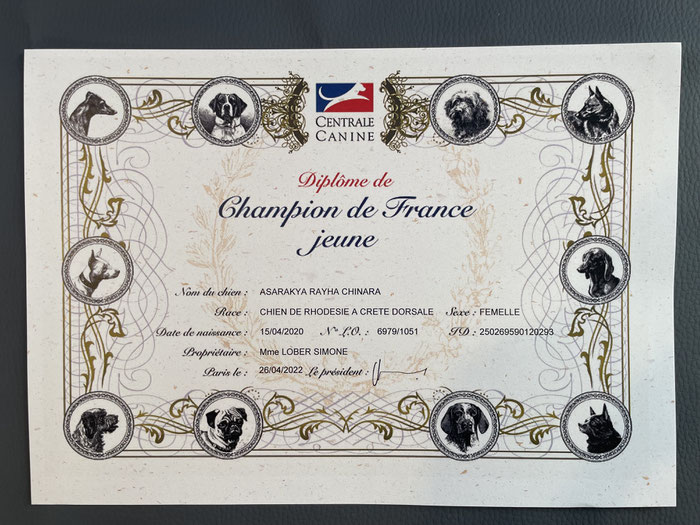 CENTRALE
CANINE
Diplôme de
Champion de France
jeune
Nom du chien : ASARAKYA RAYHA CHINARA
Race : CHIEN DE RHODESIE A CRETE DORSALE Sexe : FEMELLE
Date de naissance : 15/04/2020 N° L.O. : 6979/1051 ID : 250269590120293
Propriétaire : Mme LOBER SIMONE
Paris le : 26/04/2022 Le président :